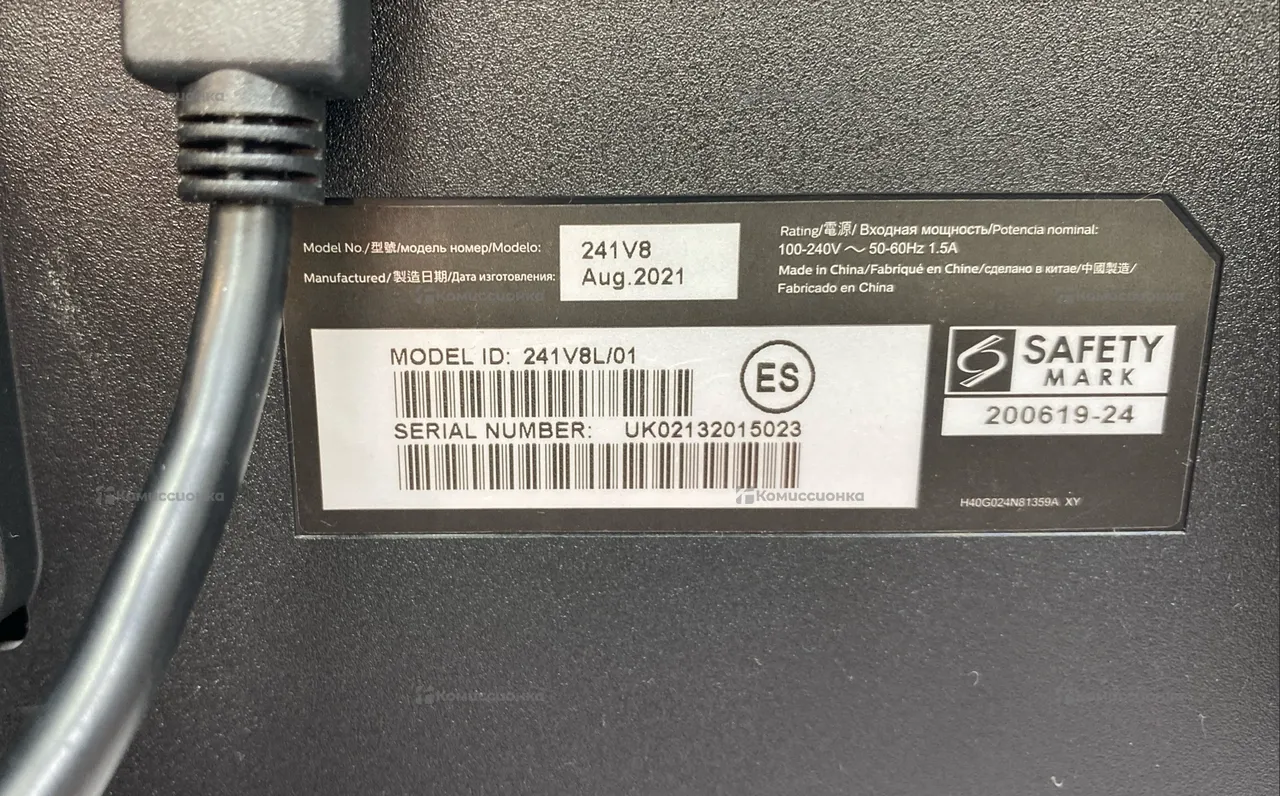 Model No./型號/модель номер/Modelo:
241V8
Manufactured/製造日期/Дата изготовления:
Aug.2021
Rating/電源/ Входная мощность/Potencia nominal:
100-240V ～ 50-60Hz 1.5A
Made in China/Fabriqué en Chine/сделано в китае/中國製造/
Fabricado en China
MODEL ID: 241V8L/01
ES
SERIAL NUMBER: UK02132015023
SAFETY
MARK
200619-24
H40G024N81359A XY
Комиссионка
Комиссионка
Комиссионка
Комиссионка